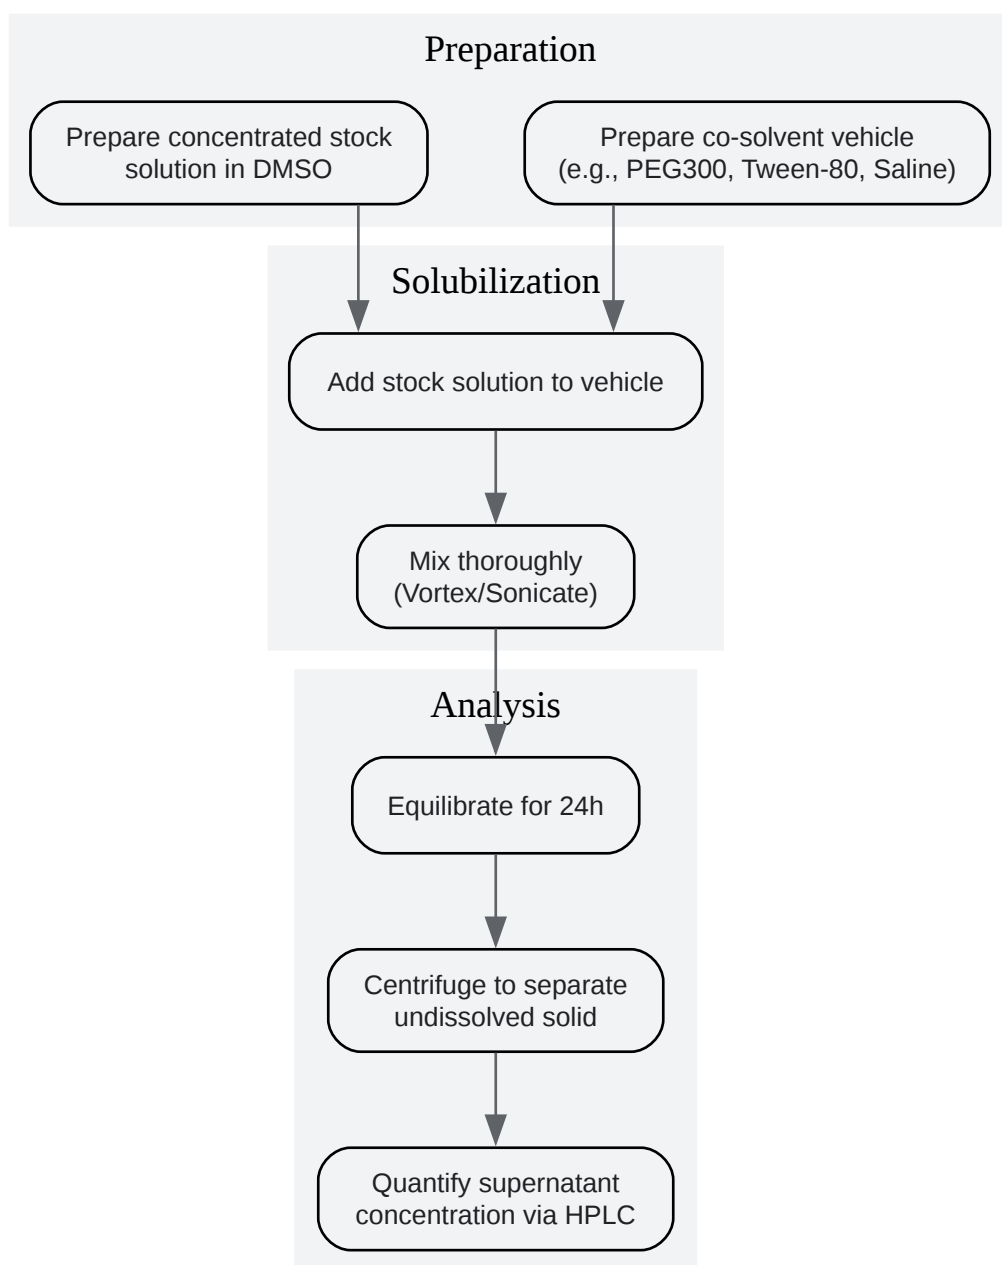 Preparation
Prepare concentrated stock
solution in DMSO
Prepare co-solvent vehicle
(e.g., PEG300, Tween-80, Saline)
Solubilization
Add stock solution to vehicle
Mix thoroughly
(Vortex/Sonicate)
Analysis
Equilibrate for 24h
Centrifuge to separate
undissolved solid
Quantify supernatant
concentration via HPLC